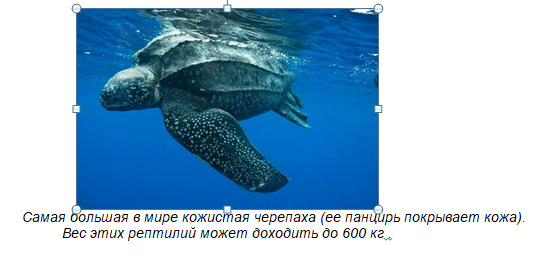 Самая большая в мире кожистая черепаха (ее панцирь покрывает кожа).
Вес этих рептилий может доходить до 600 кг